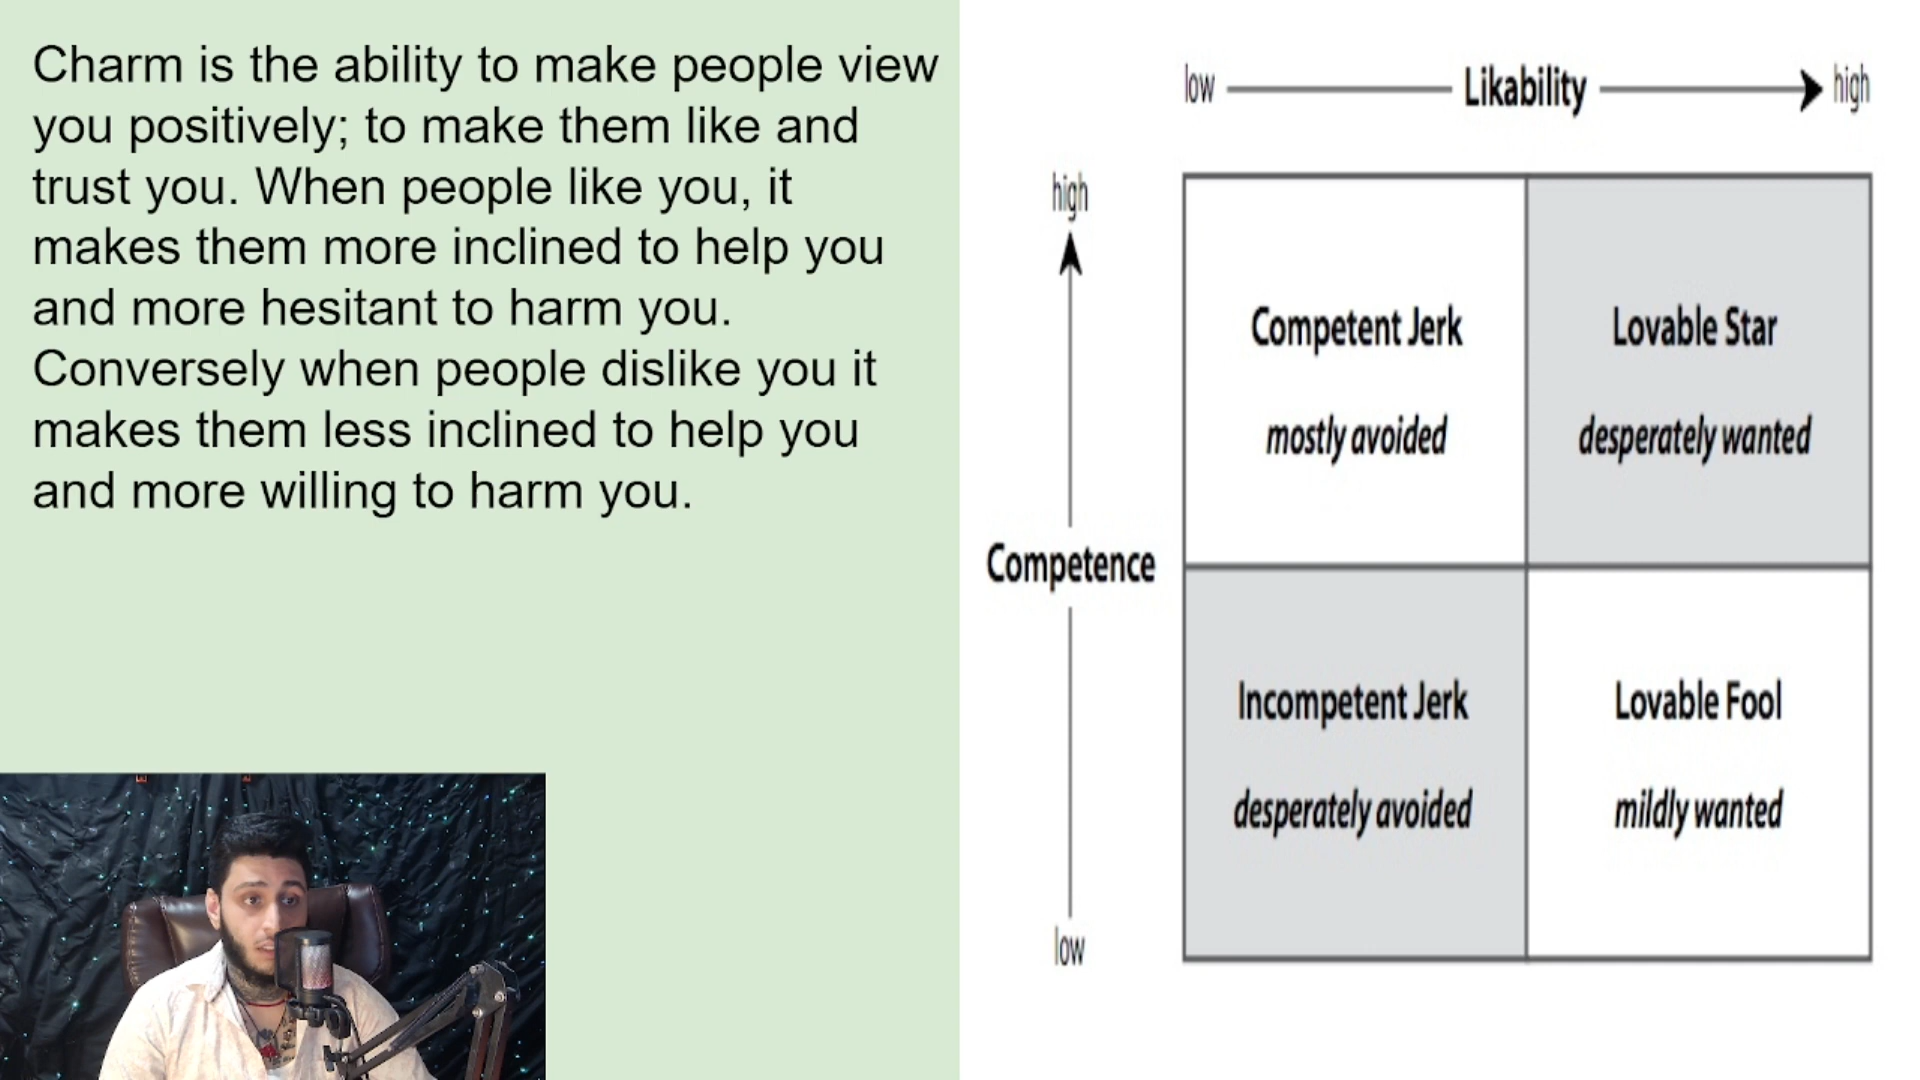 Charm is the ability to make people view
you positively; to make them like and
trust you. When people like you, it
makes them more inclined to help you
and more hesitant to harm you.
Conversely when people dislike you it
makes them less inclined to help you
and more willing to harm you.
low Likability high
high
Competence
low
Competent Jerk
mostly avoided
Lovable Star
desperately wanted
Incompetent Jerk
desperately avoided
Lovable Fool
mildly wanted